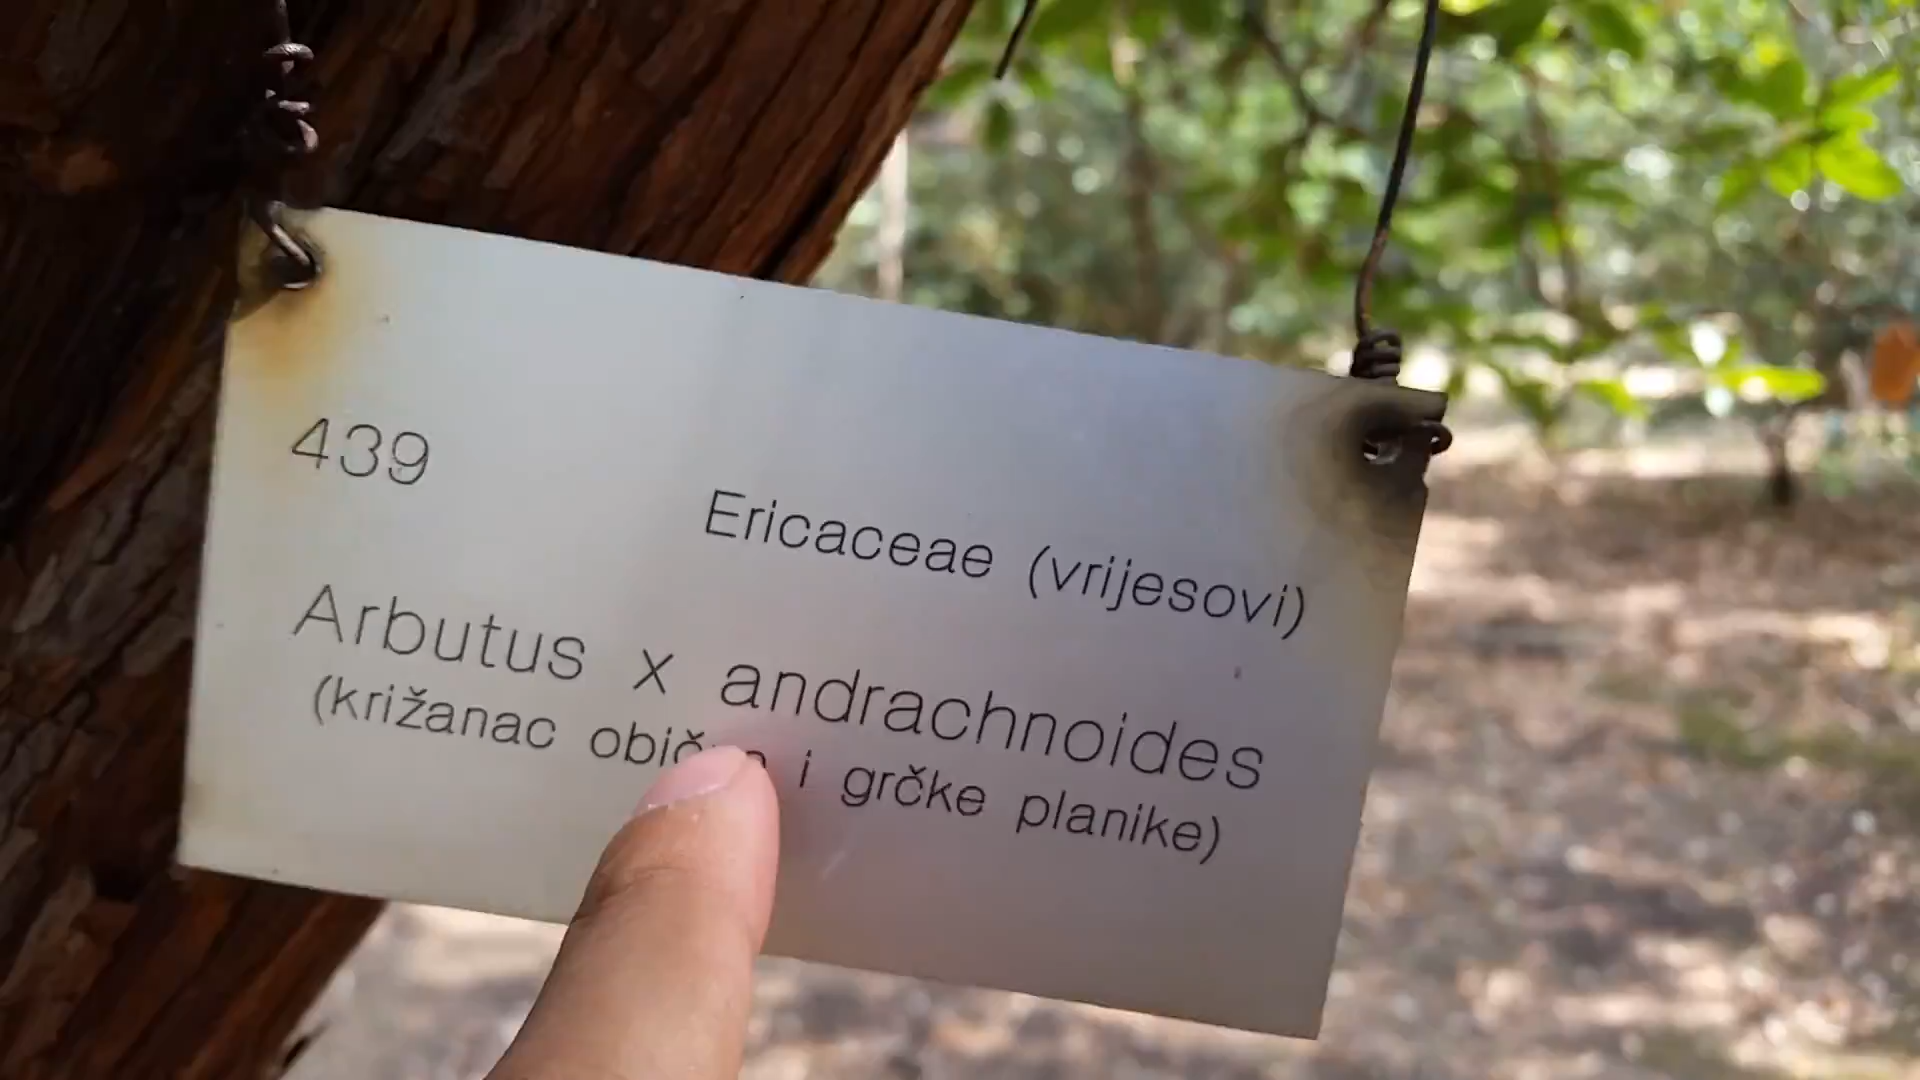 439
Ericaceae (vrijesovi)
Arbutus x andrachnoides
(križanac i grčke planike)